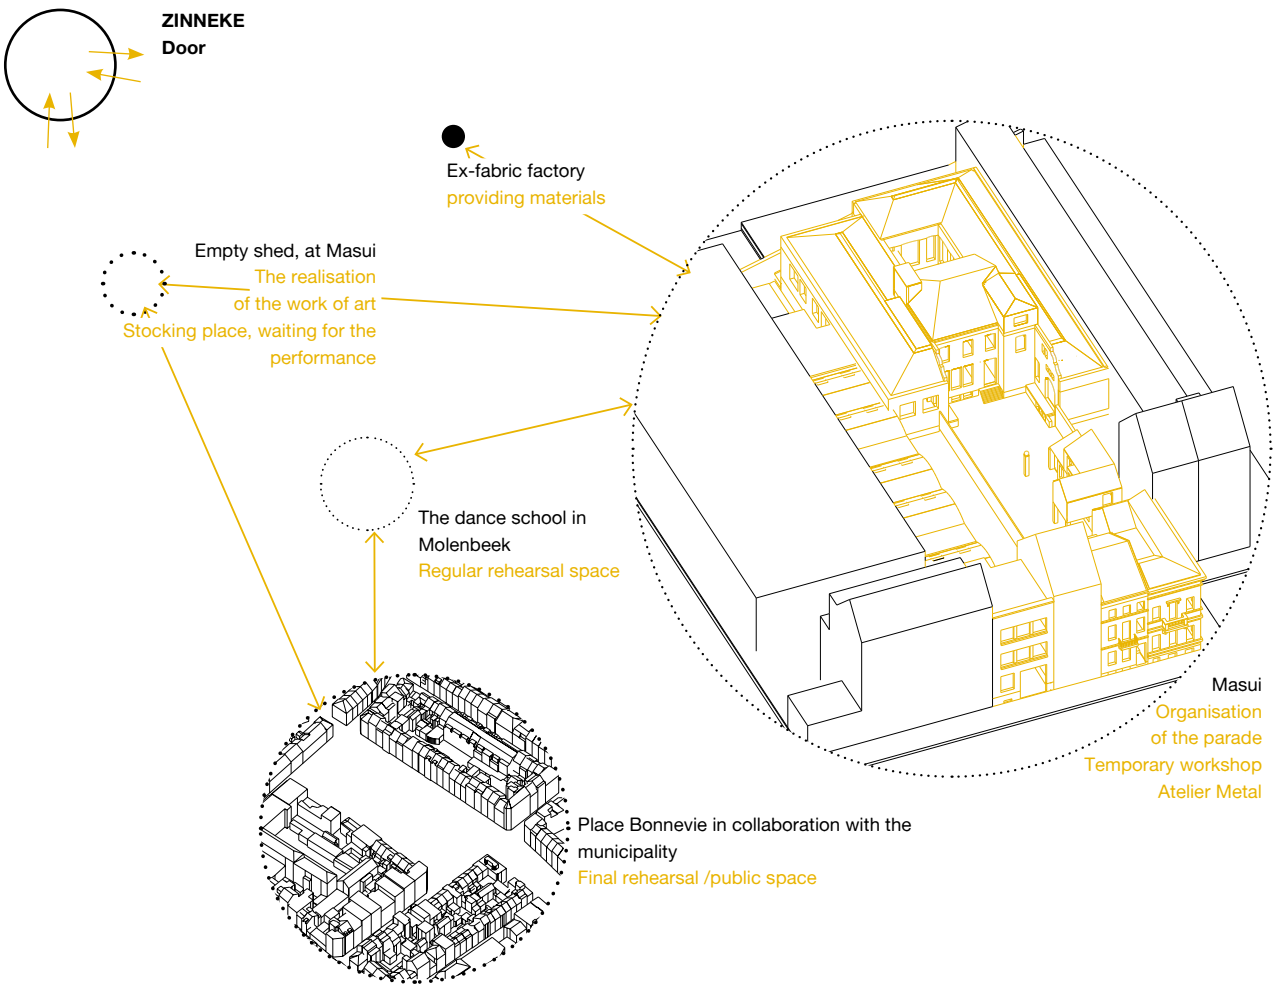 ZINNEKE
Door
Ex-fabric factory
providing materials
Empty shed, at Masui
The realisation
of the work of art
Stocking place, waiting for the
performance
The dance school in
Molenbeek
Regular rehearsal space
Masui
Organisation
of the parade
Temporary workshop
Atelier Metal
Place Bonnevie in collaboration with the
municipality
Final rehearsal /public space